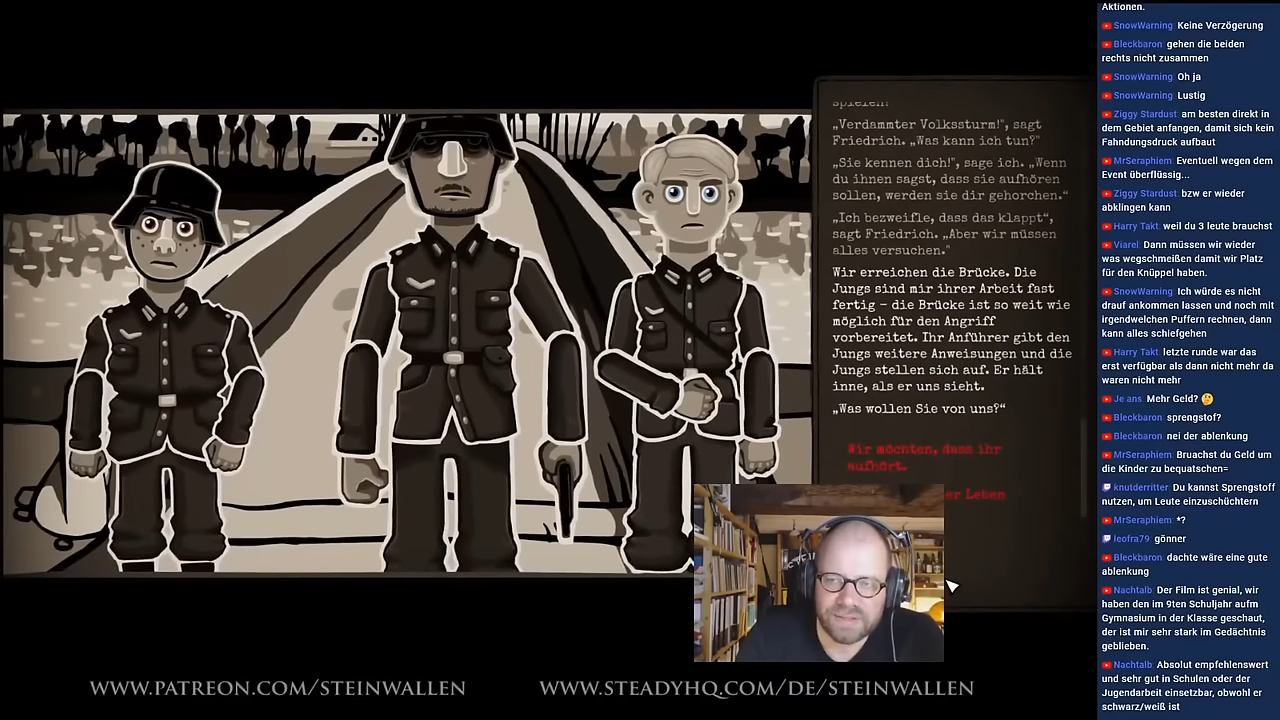 spielen!
„Verdammter Volkssturm!", sagt
Friedrich. „Was kann ich tun?"
„Sie kennen dich!", sage ich. „Wenn
du ihnen sagst, dass sie aufhören
sollen, werden sie dir gehorchen.“
„Ich bezweifle, dass das klappt“,
sagt Friedrich. „Aber wir müssen
alles versuchen."
Wir erreichen die Brücke. Die
Jungs sind mir ihrer Arbeit fast
fertig – die Brücke ist so weit wie
möglich für den Angriff
vorbereitet. Ihr Anführer gibt den
Jungs weitere Anweisungen und die
Jungs stellen sich auf. Er hält
inne, als er uns sieht.
„Was wollen Sie von uns?“
Wir möchten, dass ihr
aufhört.
er Leben
WWW.PATREON.COM/STEINWALLEN
WWW.STEADYHQ.COM/DE/STEINWALLEN
Aktionen.
SnowWarning Keine Verzögerung
Bleckbaron gehen die beiden
rechts nicht zusammen
SnowWarning Oh ja
SnowWarning Lustig
Ziggy Stardust am besten direkt in
dem Gebiet anfangen, damit sich kein
Fahndungsdruck aufbaut
MrSeraphiem Eventuell wegen dem
Event überflüssig...
Ziggy Stardust bzw er wieder
abklingen kann
Harry Takt weil du 3 leute brauchst
Viarel Dann müssen wir wieder
was wegschmeißen damit wir Platz
für den Knüppel haben.
SnowWarning Ich würde es nicht
drauf ankommen lassen und noch mit
irgendwelchen Puffern rechnen, dann
kann alles schiefgehen
Harry Takt letzte runde war das
erst verfügbar als dann nicht mehr da
waren nicht mehr
Je ans Mehr Geld? 🤔
Bleckbaron sprengstof?
Bleckbaron nei der ablenkung
MrSeraphiem Bruachst du Geld um
die Kinder zu bequatschen=
knutderritter Du kannst Sprengstoff
nutzen, um Leute einzuschüchtern
MrSeraphiem *?
leofra79 gönner
Bleckbaron dachte wäre eine gute
ablenkung
Nachtalb Der Film ist genial, wir
haben den im 9ten Schuljahr aufm
Gymnasium in der Klasse geschaut,
der ist mir sehr stark im Gedächtnis
geblieben.
Nachtalb Absolut empfehlenswert
und sehr gut in Schulen oder der
Jugendarbeit einsetzbar, obwohl er
schwarz/weiß ist